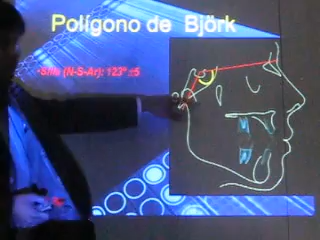 Polígono de Björk
•Silla (N-S-Ar): 123° ±5